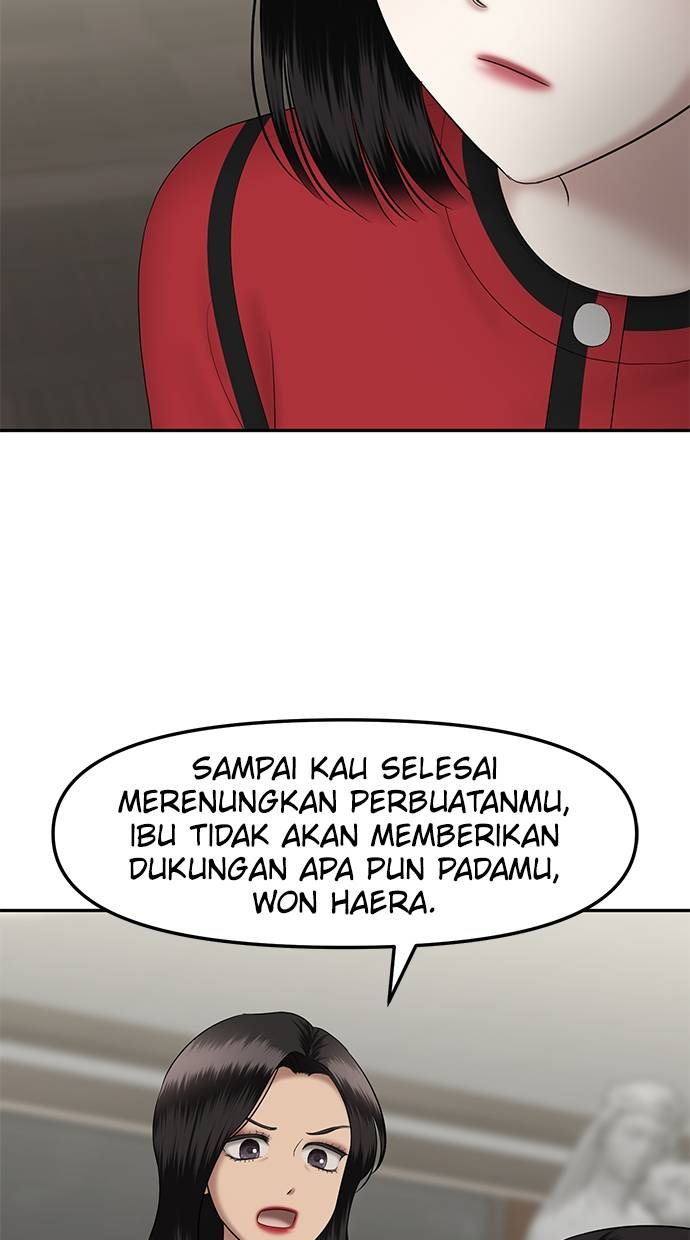 SAMPAI KAU SELESAI
MERENUNGKAN PERBUATANMU,
IBU TIDAK AKAN MEMBERIKAN
DUKUNGAN APA PUN PADAMU,
WON HAERA.